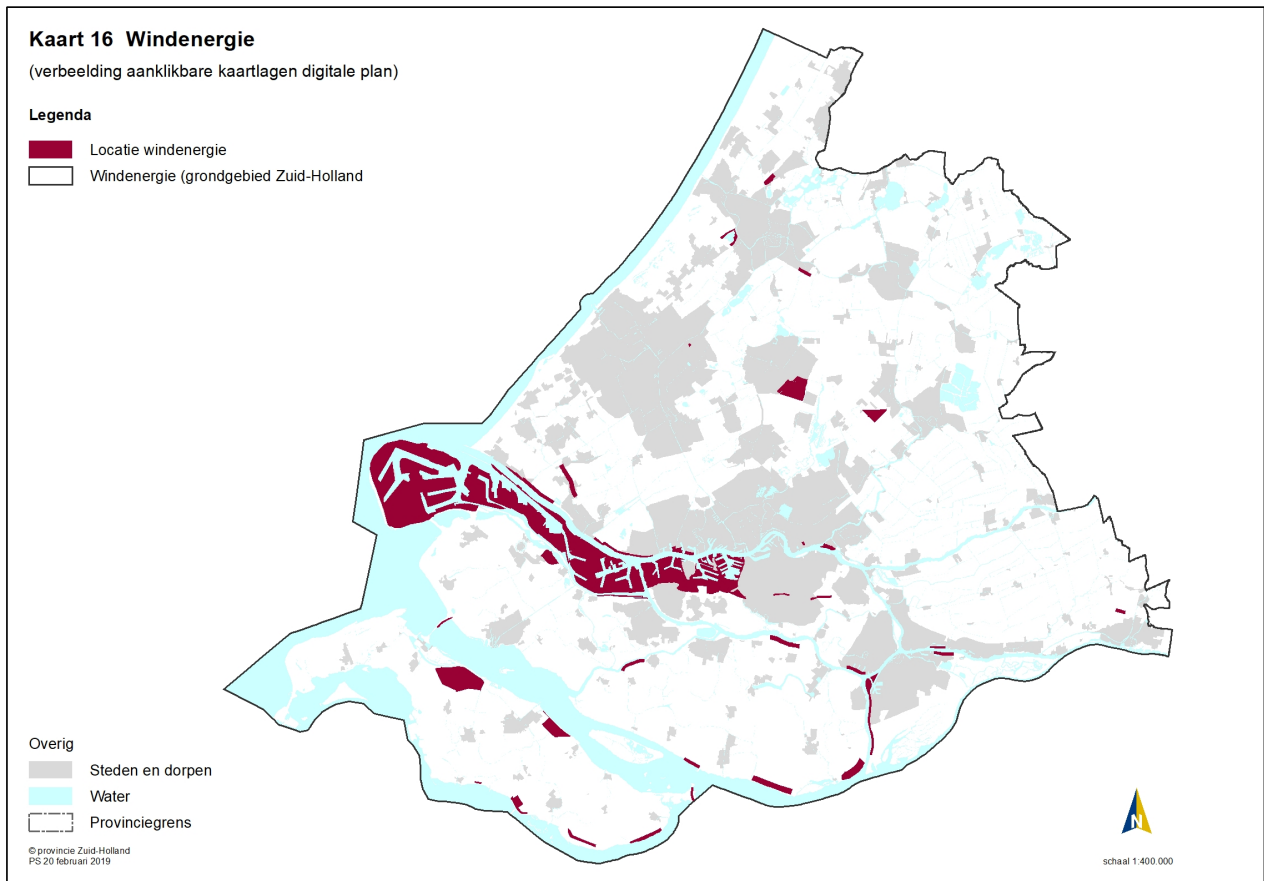 Kaart 16 Windenergie
(verbeelding aanklikbare kaartlagen digitale plan)
Legenda
Locatie windenergie
Windenergie (grondgebied Zuid-Holland
Overig
Steden en dorpen
Water
Provinciegrens
© provincie Zuid-Holland
PS 20 februari 2019
N
schaal 1:400.000